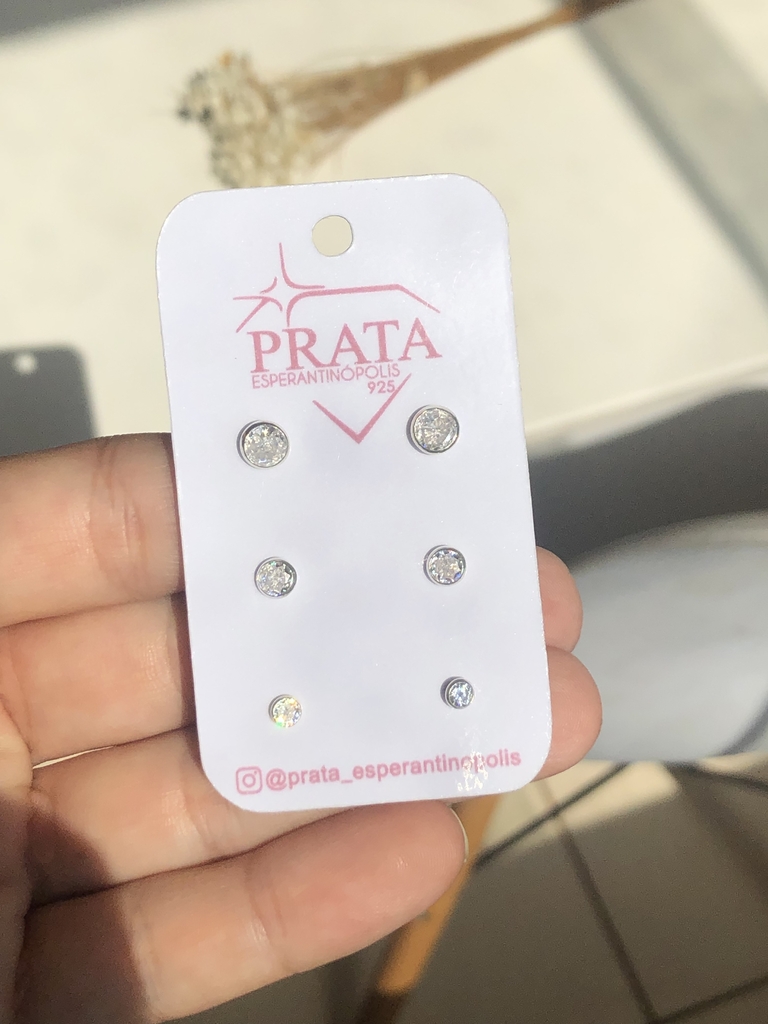 PRATA
ESPERANTINÓPOLIS
925
@prata_esperantinopolis